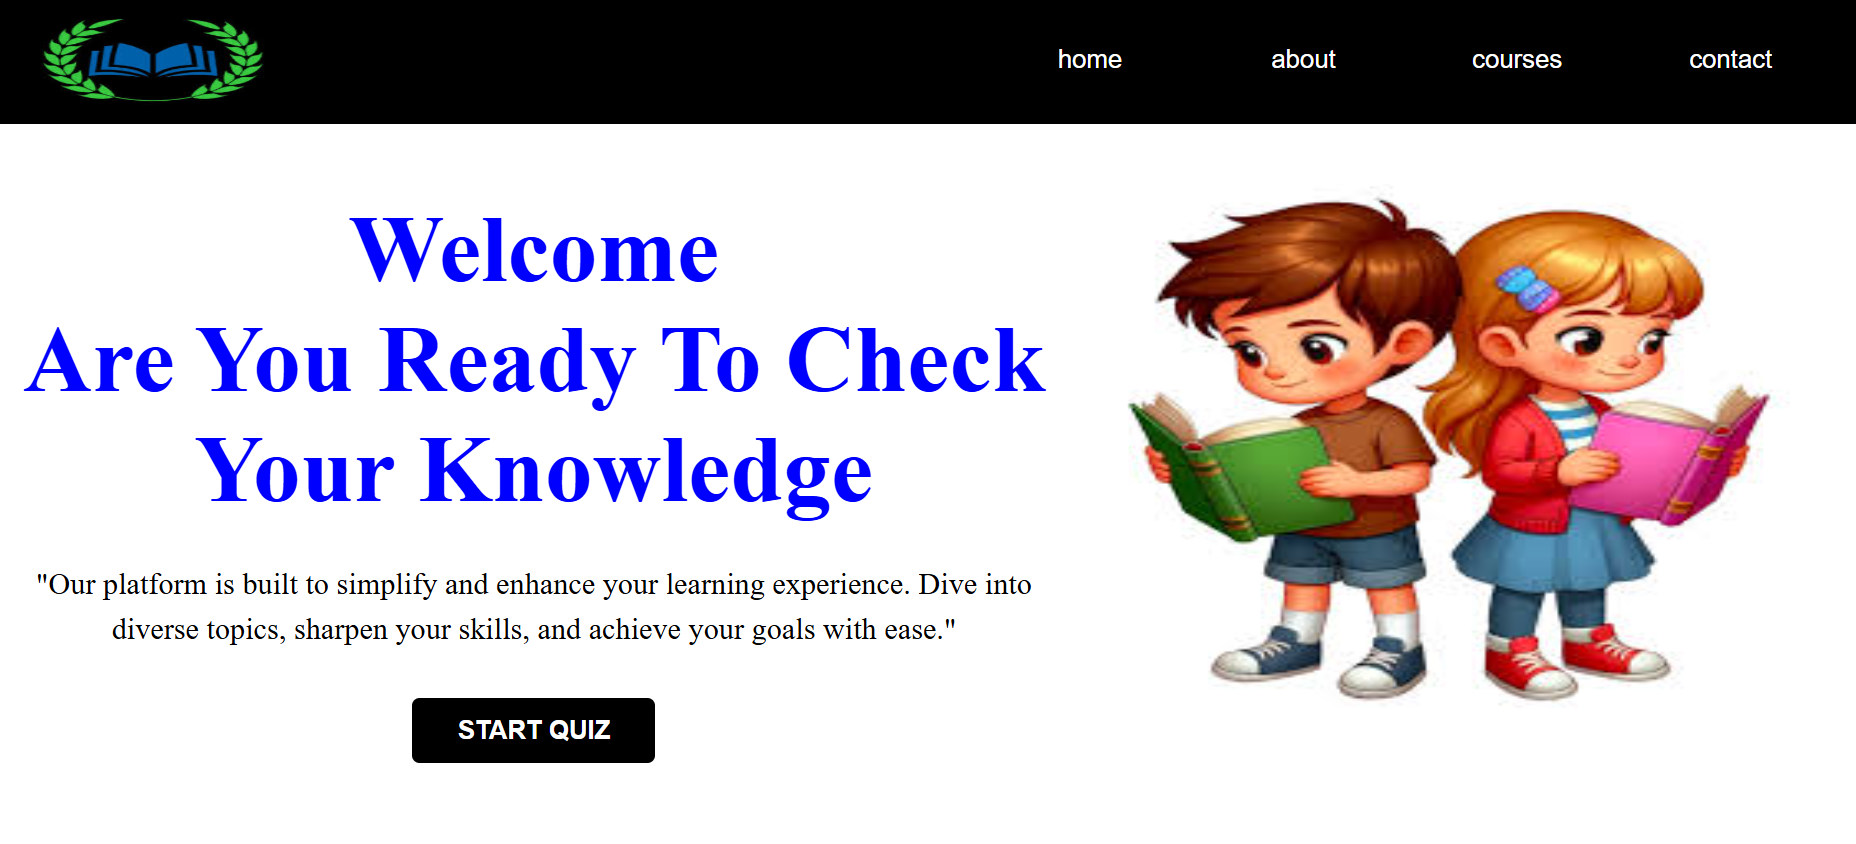 home about courses contact
Welcome
Are You Ready To Check
Your Knowledge
"Our platform is built to simplify and enhance your learning experience. Dive into
diverse topics, sharpen your skills, and achieve your goals with ease."
START QUIZ